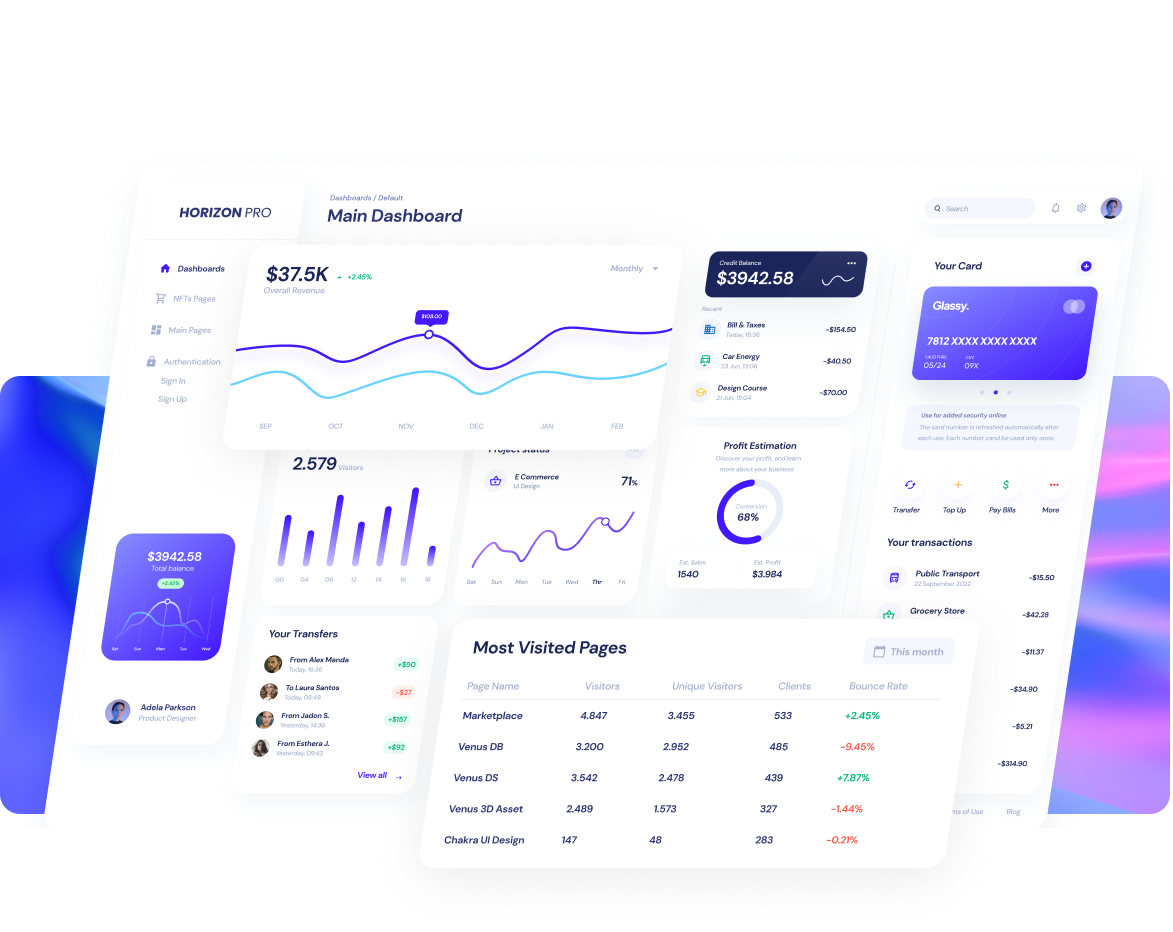 HORIZON PRO
Dashboards
NFTs Pages
Main Pages
Authentication
Sign In
Sign Up
$3942.58
Total balance
+2.45%
Sat Sun Mon Tue Wed
Adela Parkson
Product Designer
Dashboards / Default
Main Dashboard
Search
$37.5K +2.45%
Overall Revenue
Monthly
$108.00
SEP OCT NOV DEC JAN FEB
2.579 Visitors
00 04 08 12 14 16 18
Project status
E Commerce
UI Design
71%
Sat Sun Mon Tue Wed Thr Fri
Credit Balance
$3942.58
Recent
Bill & Taxes
Today, 16:36
-$154.50
Car Energy
23 Jun, 13:06
-$40.50
Design Course
21 Jun, 19:04
-$70.00
Profit Estimation
Discover your profit, and learn
more about your business
Conversion
68%
Est. Sales
1540
Est. Profit
$3.984
Your Card
Glassy.
7812 XXXX XXXX XXXX
VALID THRU CVV
05/24 09X
Use for added security online
The card number is refreshed automatically after
each use. Each number cand be used only once.
Transfer Top Up Pay Bills More
Your transactions
Public Transport
22 September 2022
-$15.50
Grocery Store
-$42.28
-$11.37
-$34.90
-$5.21
-$314.90
ms of Use Blog
Your Transfers
From Alex Manda
Today, 16:36
+$50
To Laura Santos
Today, 08:49
-$27
From Jadon S.
Yesterday, 14:36
+$157
From Esthera J.
Yesterday, 09:42
+$92
View all →
Most Visited Pages
This month
Page Name Visitors Unique Visitors Clients Bounce Rate
Marketplace 4.847 3.455 533 +2.45%
Venus DB 3.200 2.952 485 -9.45%
Venus DS 3.542 2.478 439 +7.87%
Venus 3D Asset 2.489 1.573 327 -1.44%
Chakra UI Design 147 48 283 -0.21%